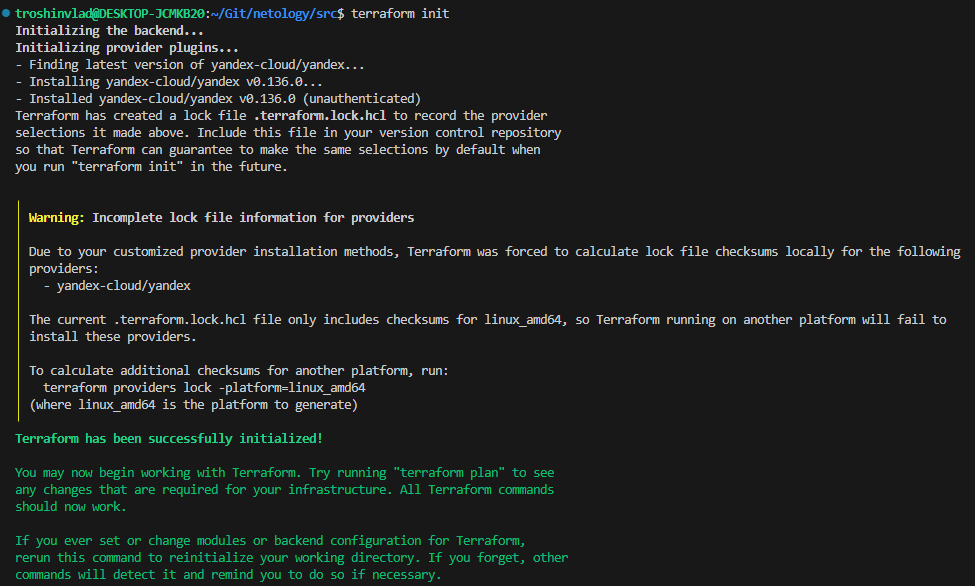 troshinvlad@DESKTOP-JCMKB20:~/Git/netology/src$ terraform init
Initializing the backend...
Initializing provider plugins...
- Finding latest version of yandex-cloud/yandex...
- Installing yandex-cloud/yandex v0.136.0...
- Installed yandex-cloud/yandex v0.136.0 (unauthenticated)
Terraform has created a lock file .terraform.lock.hcl to record the provider
selections it made above. Include this file in your version control repository
so that Terraform can guarantee to make the same selections by default when
you run "terraform init" in the future.
Warning: Incomplete lock file information for providers
Due to your customized provider installation methods, Terraform was forced to calculate lock file checksums locally for the following
providers:
- yandex-cloud/yandex
The current .terraform.lock.hcl file only includes checksums for linux_amd64, so Terraform running on another platform will fail to
install these providers.
To calculate additional checksums for another platform, run:
terraform providers lock -platform=linux_amd64
(where linux_amd64 is the platform to generate)
Terraform has been successfully initialized!
You may now begin working with Terraform. Try running "terraform plan" to see
any changes that are required for your infrastructure. All Terraform commands
should now work.
If you ever set or change modules or backend configuration for Terraform,
rerun this command to reinitialize your working directory. If you forget, other
commands will detect it and remind you to do so if necessary.